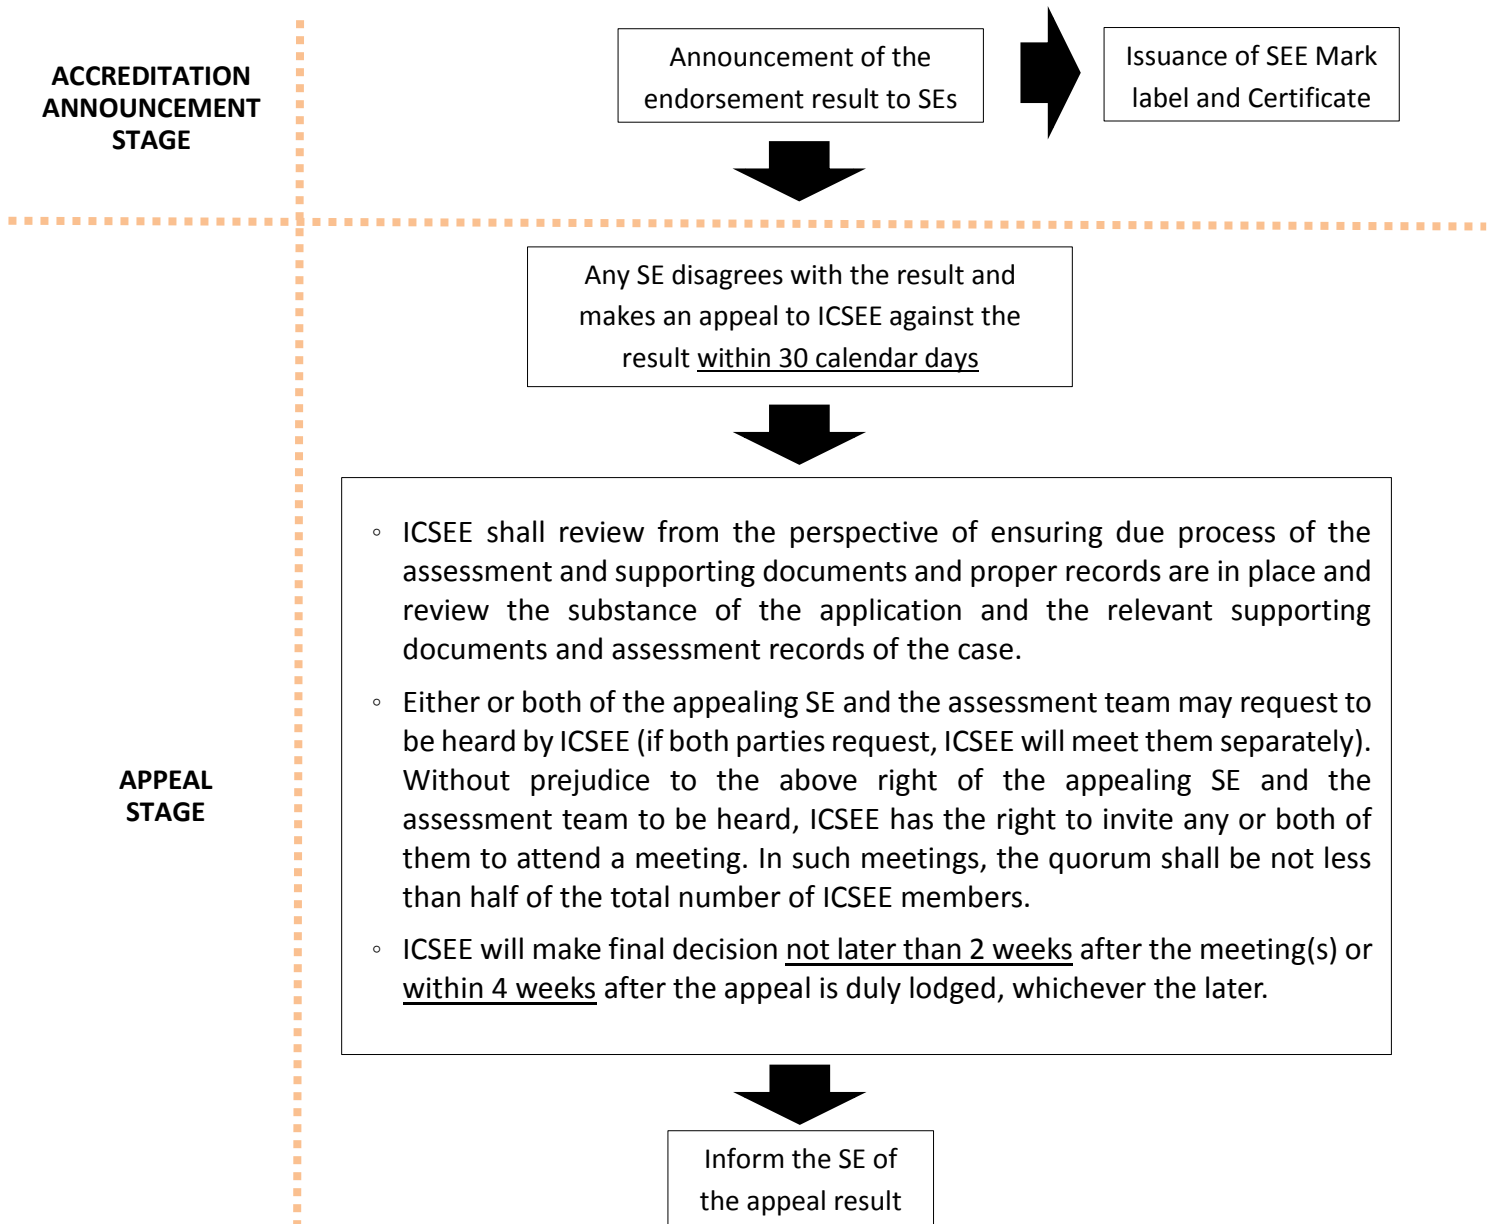 ACCREDITATION
ANNOUNCEMENT
STAGE
Announcement of the
endorsement result to SEs
Issuance of SEE Mark
label and Certificate
Any SE disagrees with the result and
makes an appeal to ICSEE against the
result within 30 calendar days
APPEAL
STAGE
◦ ICSEE shall review from the perspective of ensuring due process of the
assessment and supporting documents and proper records are in place and
review the substance of the application and the relevant supporting
documents and assessment records of the case.
◦ Either or both of the appealing SE and the assessment team may request to
be heard by ICSEE (if both parties request, ICSEE will meet them separately).
Without prejudice to the above right of the appealing SE and the
assessment team to be heard, ICSEE has the right to invite any or both of
them to attend a meeting. In such meetings, the quorum shall be not less
than half of the total number of ICSEE members.
◦ ICSEE will make final decision not later than 2 weeks after the meeting(s) or
within 4 weeks after the appeal is duly lodged, whichever the later.
Inform the SE of
the appeal result